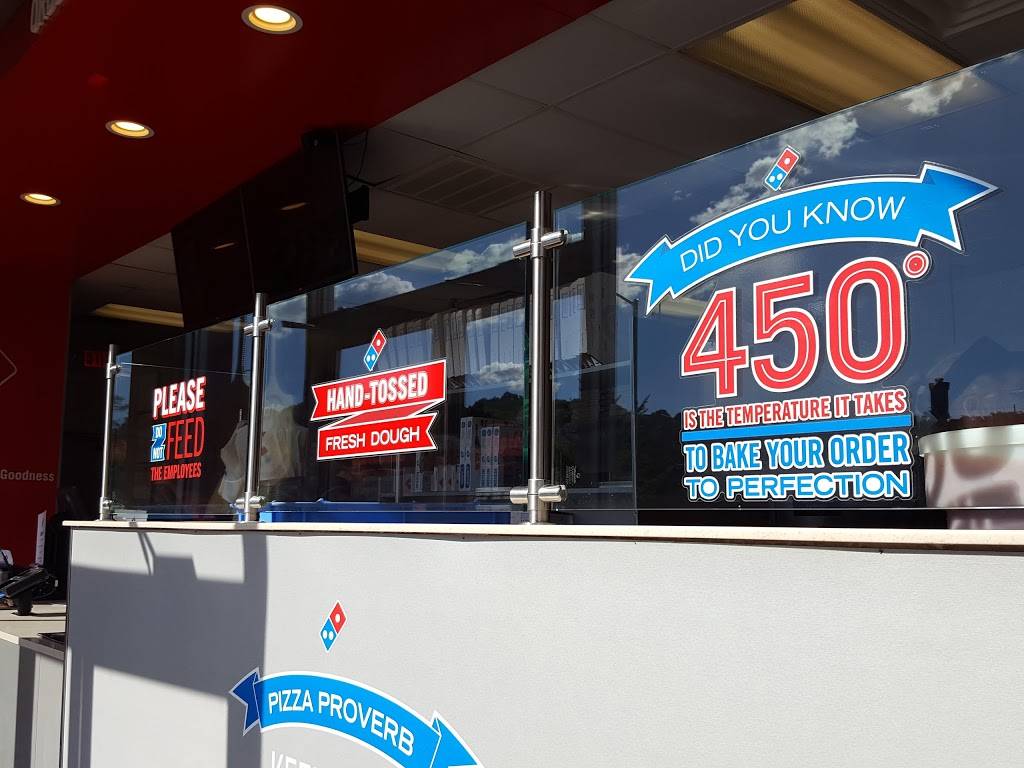 PLEASE
DO
NOT
FEED
THE EMPLOYEES
HAND-TOSSED
FRESH DOUGH
DID YOU KNOW
450°
IS THE TEMPERATURE IT TAKES
TO BAKE YOUR ORDER
TO PERFECTION
Goodness
PIZZA PROVERB